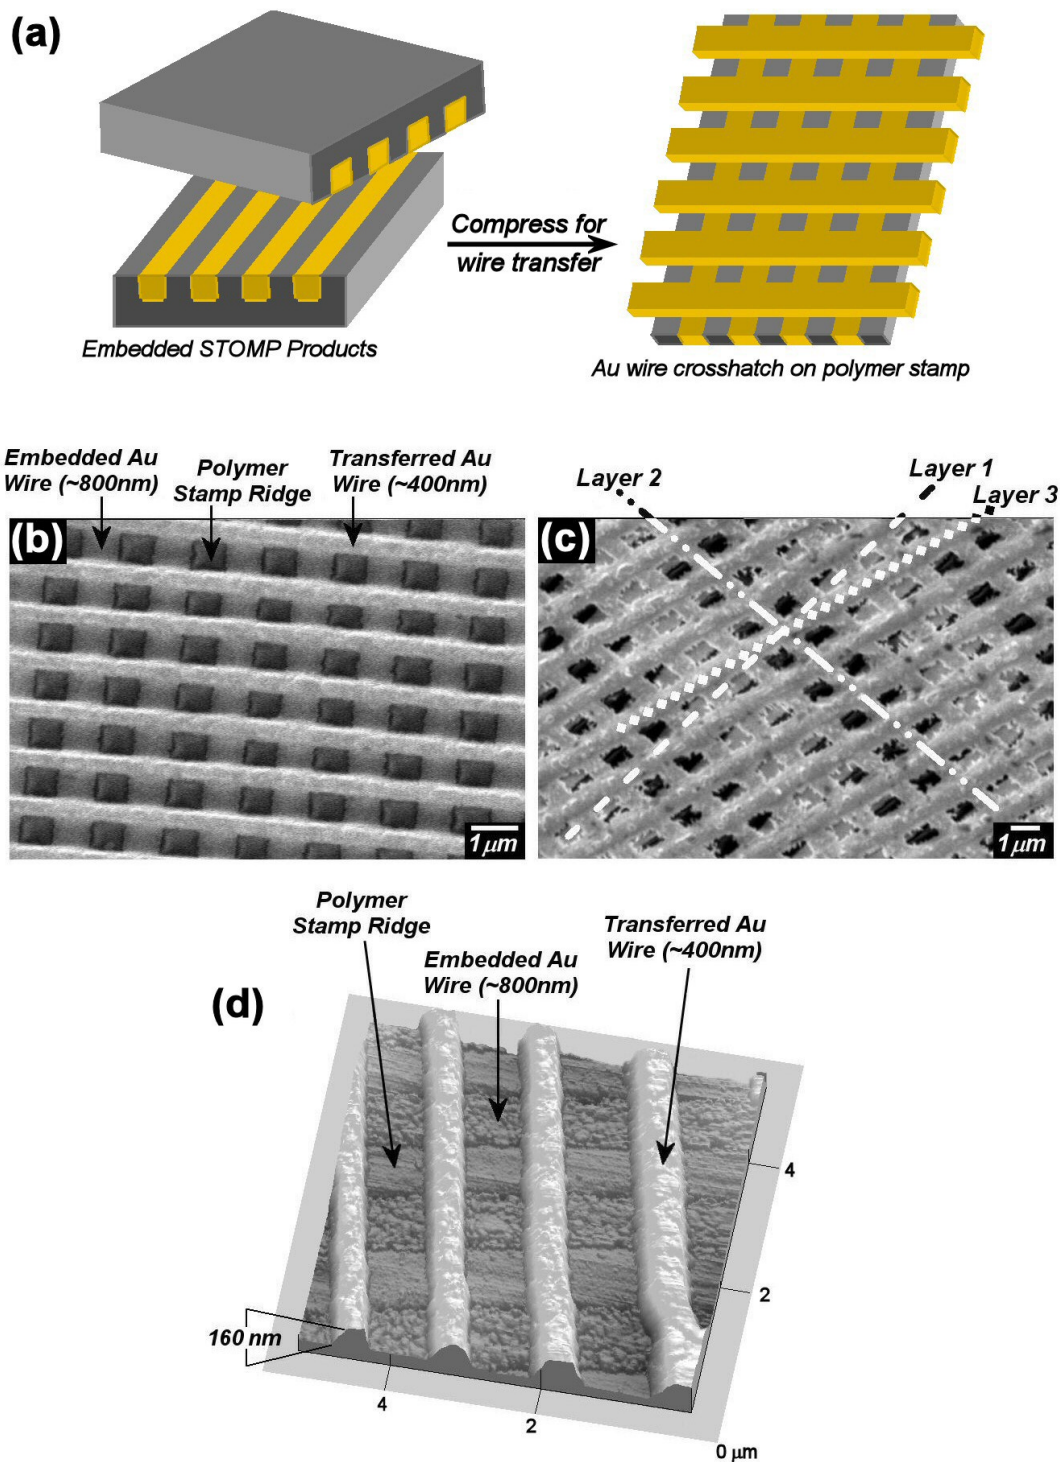 (a)
Compress for
wire transfer
Embedded STOMP Products
Au wire crosshatch on polymer stamp
Embedded Au
Wire (~800nm)
Polymer
Stamp Ridge
Transferred Au
Wire (~400nm)
Layer 2
Layer 1
Layer 3
(b)
1 μm
(c)
1 μm
Polymer
Stamp Ridge
Embedded Au
Wire (~800nm)
Transferred Au
Wire (~400nm)
(d)
4
2
160 nm
4
2
0 μm